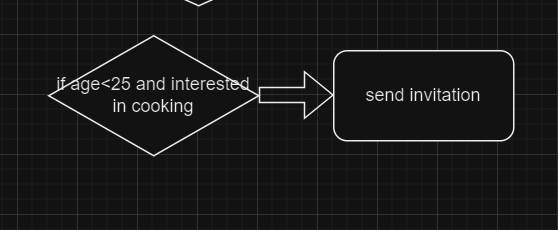 if age<25 and interested
in cooking
send invitation